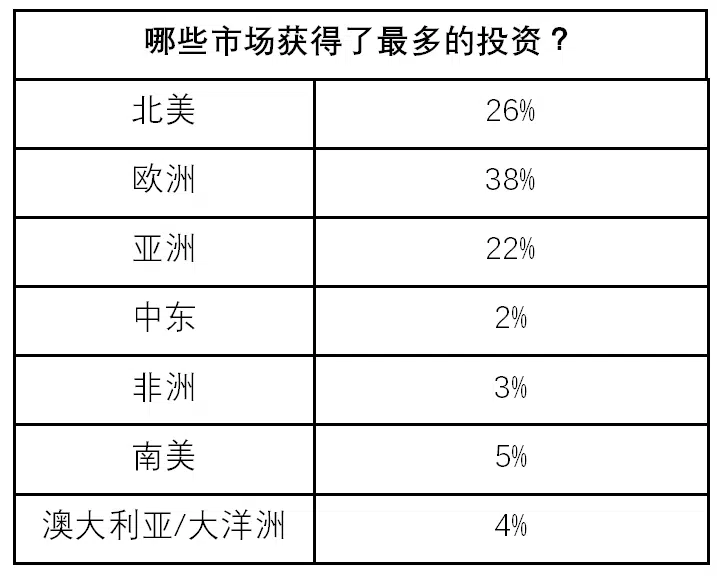 哪些市场获得了最多的投资？
北美 26%
欧洲 38%
亚洲 22%
中东 2%
非洲 3%
南美 5%
澳大利亚/大洋洲 4%